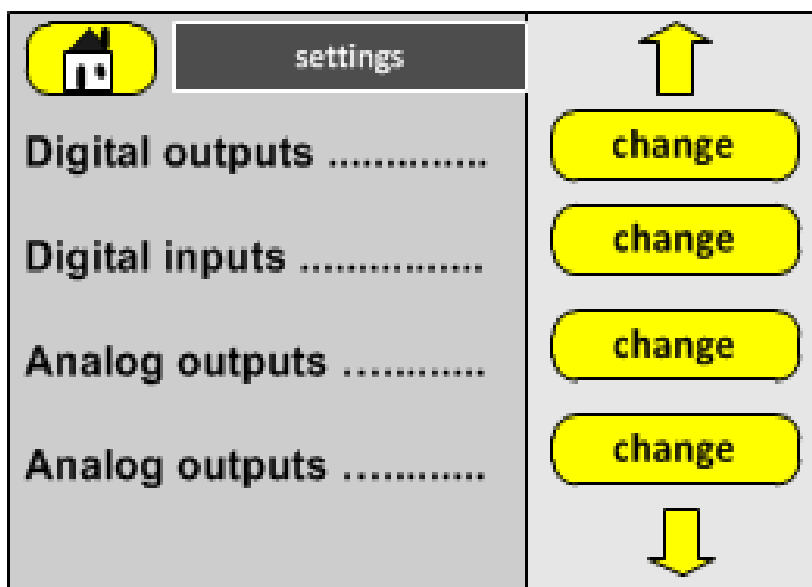 settings
Digital outputs .............. change
Digital inputs ................ change
Analog outputs ............ change
Analog outputs ............ change